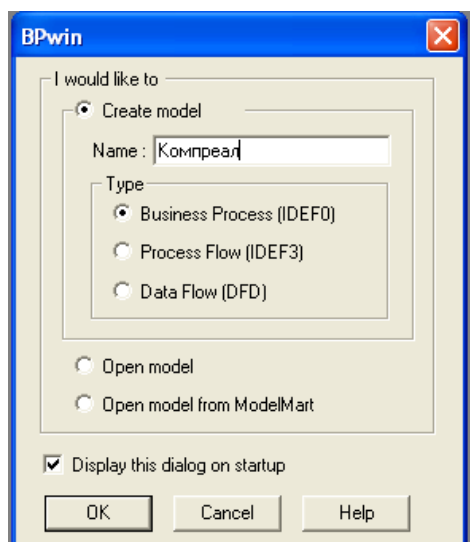 BPwin
I would like to
Create model
Name : Компреал
Type
Business Process (IDEF0)
Process Flow (IDEF3)
Data Flow (DFD)
Open model
Open model from ModelMart
Display this dialog on startup
OK Cancel Help